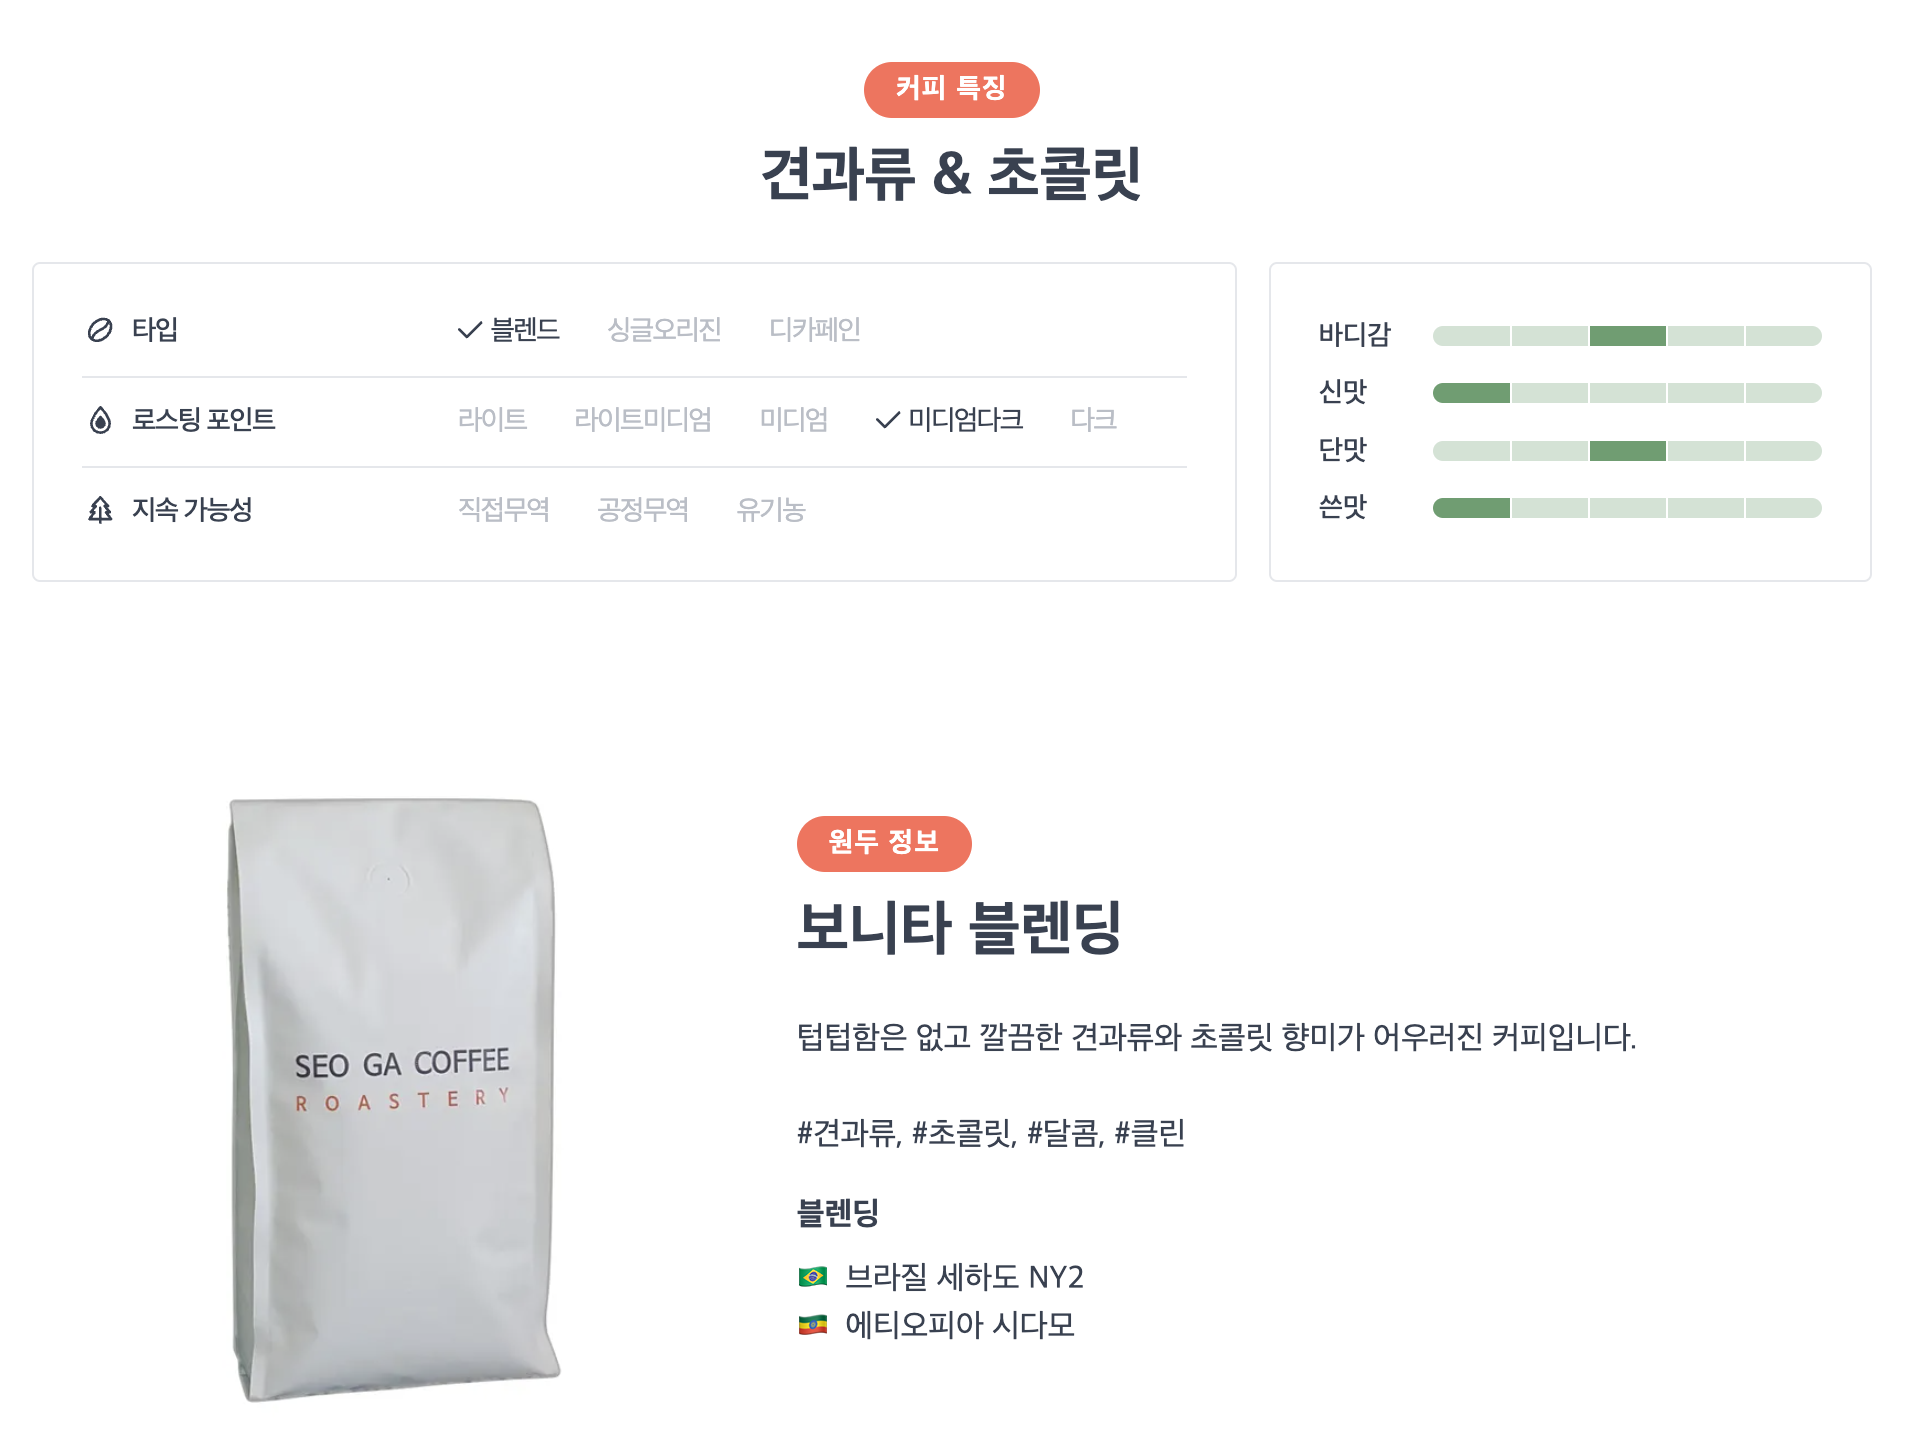 커피 특징
견과류 & 초콜릿
타입 블렌드 싱글오리진 디카페인
로스팅 포인트 라이트 라이트미디엄 미디엄 미디엄다크 다크
지속 가능성 직접무역 공정무역 유기농
바디감
신맛
단맛
쓴맛
SEO GA COFFEE
ROASTERY
원두 정보
보니타 블렌딩
텁텁함은 없고 깔끔한 견과류와 초콜릿 향미가 어우러진 커피입니다.
#견과류, #초콜릿, #달콤, #클린
블렌딩
브라질 세하도 NY2
에티오피아 시다모